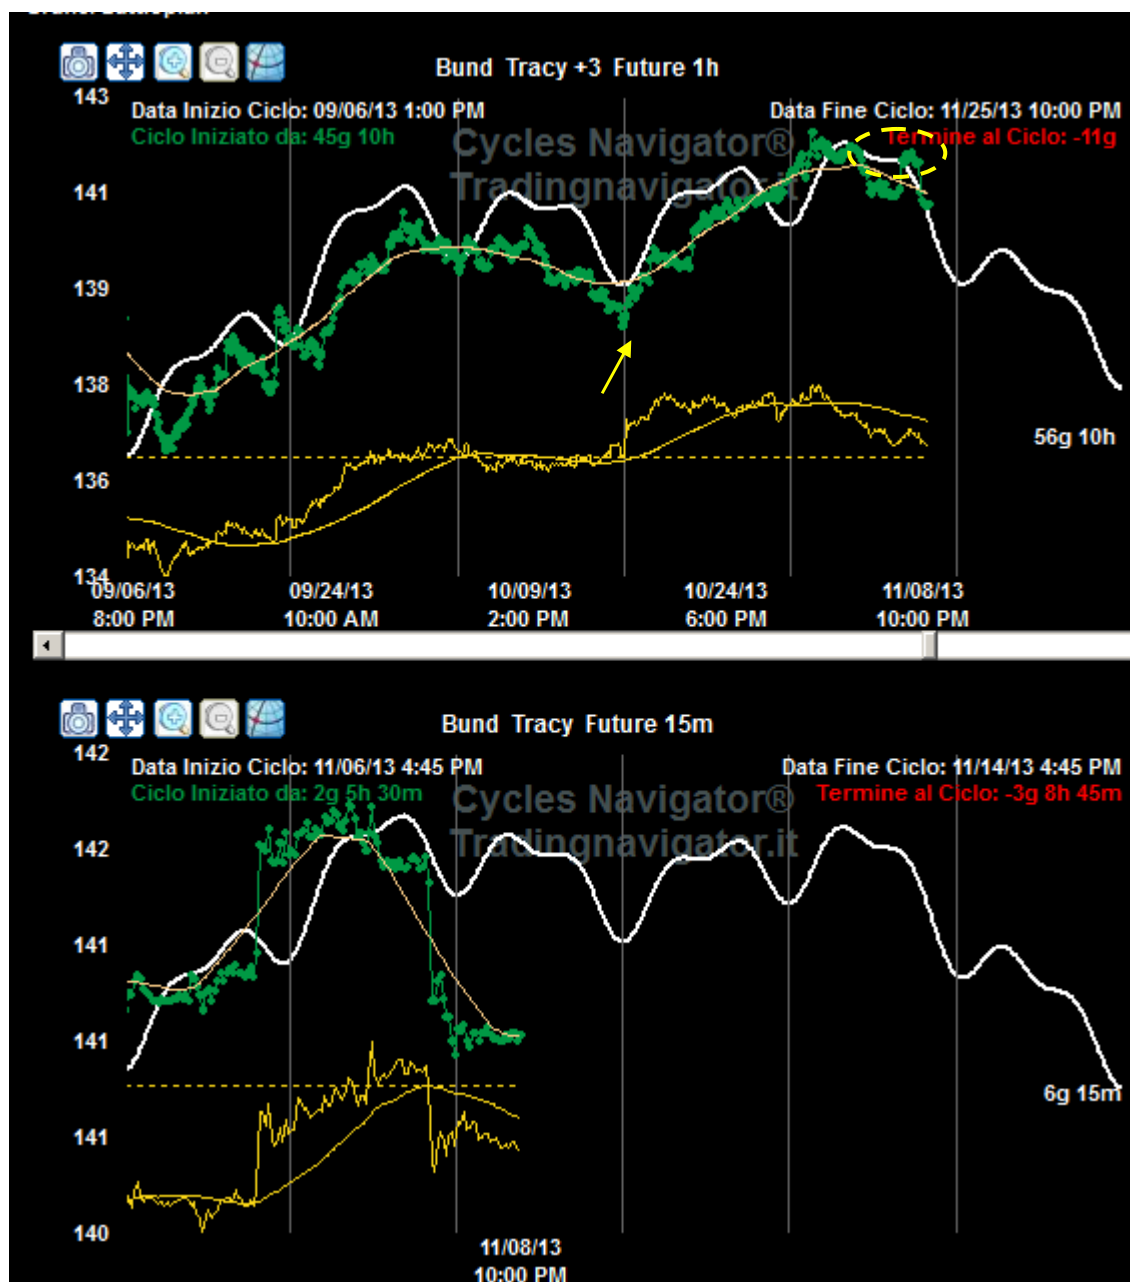 Bund Tracy +3 Future 1h
143
Data Inizio Ciclo: 09/06/13 1:00 PM
Data Fine Ciclo: 11/25/13 10:00 PM
Ciclo Iniziato da: 45g 10h
Termine al Ciclo: -11g
Cycles Navigator®
Tradingnavigator.it
141
139
138
56g 10h
136
134
09/06/13 09/24/13 10/09/13 10/24/13 11/08/13
8:00 PM 10:00 AM 2:00 PM 6:00 PM 10:00 PM
Bund Tracy Future 15m
142
Data Inizio Ciclo: 11/06/13 4:45 PM
Data Fine Ciclo: 11/14/13 4:45 PM
Ciclo Iniziato da: 2g 5h 30m
Termine al Ciclo: -3g 8h 45m
Cycles Navigator®
Tradingnavigator.it
142
141
141
6g 15m
141
140
11/08/13
10:00 PM